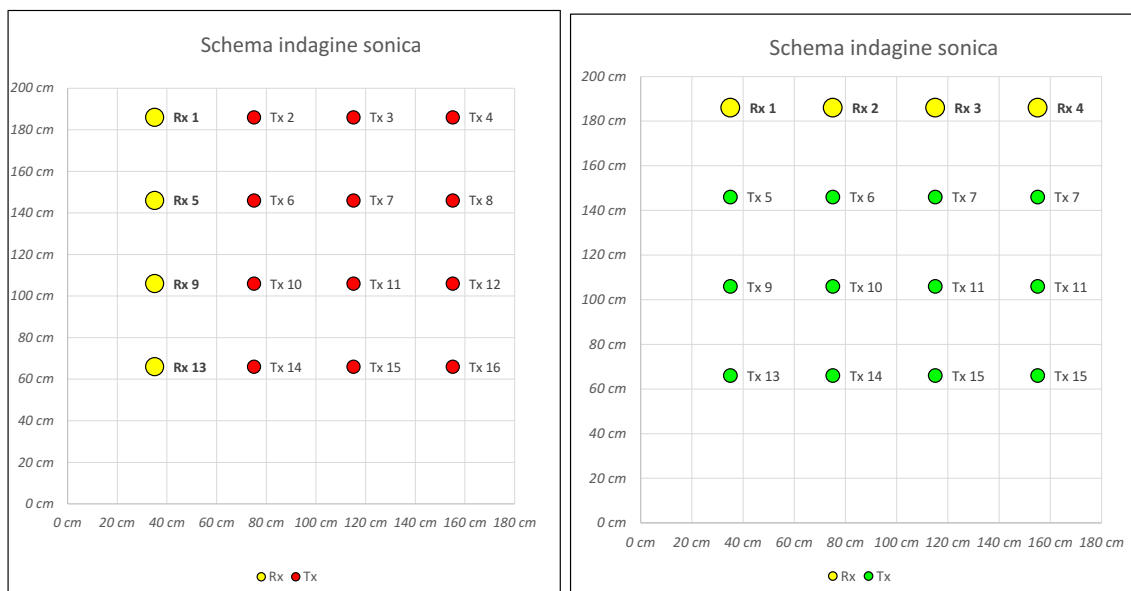 Schema indagine sonica
200 cm
Rx 1 Tx 2 Tx 3 Tx 4
180 cm
160 cm
Rx 5 Tx 6 Tx 7 Tx 8
140 cm
120 cm
Rx 9 Tx 10 Tx 11 Tx 12
100 cm
80 cm
Rx 13 Tx 14 Tx 15 Tx 16
60 cm
40 cm
20 cm
0 cm
0 cm 20 cm 40 cm 60 cm 80 cm 100 cm 120 cm 140 cm 160 cm 180 cm
Rx Tx
Schema indagine sonica
200 cm
Rx 1 Rx 2 Rx 3 Rx 4
180 cm
160 cm
Tx 5 Tx 6 Tx 7 Tx 7
140 cm
120 cm
Tx 9 Tx 10 Tx 11 Tx 11
100 cm
80 cm
Tx 13 Tx 14 Tx 15 Tx 15
60 cm
40 cm
20 cm
0 cm
0 cm 20 cm 40 cm 60 cm 80 cm 100 cm 120 cm 140 cm 160 cm 180 cm
Rx Tx